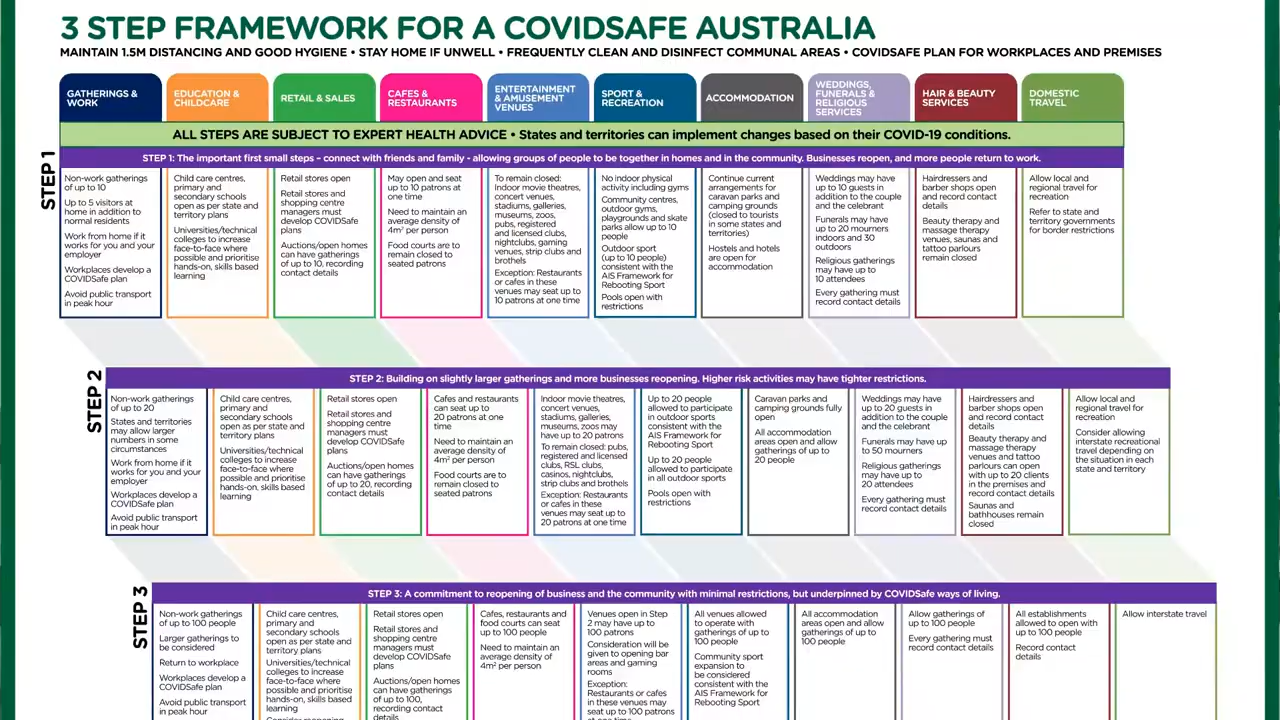 3 STEP FRAMEWORK FOR A COVIDSAFE AUSTRALIA
MAINTAIN 1.5M DISTANCING AND GOOD HYGIENE • STAY HOME IF UNWELL • FREQUENTLY CLEAN AND DISINFECT COMMUNAL AREAS • COVIDSAFE PLAN FOR WORKPLACES AND PREMISES
GATHERINGS &
WORK
EDUCATION &
CHILDCARE
RETAIL & SALES
CAFES &
RESTAURANTS
ENTERTAINMENT
& AMUSEMENT
VENUES
SPORT &
RECREATION
ACCOMMODATION
WEDDINGS,
FUNERALS &
RELIGIOUS
SERVICES
HAIR & BEAUTY
SERVICES
DOMESTIC
TRAVEL
ALL STEPS ARE SUBJECT TO EXPERT HEALTH ADVICE • States and territories can implement changes based on their COVID-19 conditions.
STEP 1
STEP 1: The important first small steps – connect with friends and family - allowing groups of people to be together in homes and in the community. Businesses reopen, and more people return to work.
Non-work gatherings
of up to 10
Up to 5 visitors at
home in addition to
normal residents
Work from home if it
works for you and your
employer
Workplaces develop a
COVIDSafe plan
Avoid public transport
in peak hour
Child care centres,
primary and
secondary schools
open as per state and
territory plans
Universities/technical
colleges to increase
face-to-face where
possible and prioritise
hands-on, skills based
learning
Retail stores open
Retail stores and
shopping centre
managers must
develop COVIDSafe
plans
Auctions/open homes
can have gatherings
of up to 10, recording
contact details
May open and seat
up to 10 patrons at
one time
Need to maintain an
average density of
4m² per person
Food courts are to
remain closed to
seated patrons
To remain closed:
Indoor movie theatres,
concert venues,
stadiums, galleries,
museums, zoos,
pubs, registered
and licensed
clubs,
nightclubs, gaming
venues, strip clubs and
brothels
Exception: Restaurants
or cafes in these
venues may seat up to
10 patrons at one time
No indoor physical
activity including gyms
Community centres,
outdoor gyms,
playgrounds and skate
parks allow up to 10
people
Outdoor sport
(up to 10 people)
consistent with the
AIS Framework for
Rebooting Sport
Pools open with
restrictions
Continue current
arrangements for
caravan parks and
camping grounds
(closed to tourists
in some states and
territories)
Hostels and hotels
are open for
accommodation
Weddings may have
up to 10 guests in
addition to the couple
and the celebrant
Funerals may have
up to 20 mourners
indoors and 30
outdoors
Religious gatherings
may have up to
10 attendees
Every gathering must
record contact details
Hairdressers and
barber shops open
and record contact
details
Beauty therapy and
massage therapy
venues, saunas and
tattoo parlours
remain closed
Allow local and
regional travel for
recreation
Refer to state and
territory governments
for border restrictions
STEP 2
STEP 2: Building on slightly larger gatherings and more businesses reopening. Higher risk activities may have tighter restrictions.
Non-work gatherings
of up to 20
States and territories
may allow larger
numbers in some
circumstances
Work from home if it
works for you and your
employer
Workplaces develop a
COVIDSafe plan
Avoid public transport
in peak hour
Child care centres,
primary and
secondary schools
open as per state and
territory plans
Universities/technical
colleges to increase
face-to-face where
possible and prioritise
hands-on, skills based
learning
Retail stores open
Retail stores and
shopping centre
managers must
develop COVIDSafe
plans
Auctions/open homes
can have gatherings
of up to 20, recording
contact details
Cafes and restaurants
can seat up to
20 patrons at one
time
Need to maintain an
average density of
4m² per person
Food courts are to
remain closed to
seated patrons
Indoor movie theatres,
concert venues,
stadiums, galleries,
museums, zoos may
have up to 20 patrons
To remain closed: pubs,
registered and licensed
clubs, RSL clubs,
casinos, nightclubs,
strip clubs and brothels
Exception: Restaurants
or cafes in these
venues may seat up to
20 patrons at one time
Up to 20 people
allowed to participate
in outdoor sports
consistent with the
AIS Framework for
Rebooting Sport
Up to 20 people
allowed to participate
in all outdoor sports
Pools open with
restrictions
Caravan parks and
camping grounds fully
open
All accommodation
areas open and allow
gatherings of up to
20 people
Weddings may have
up to 20 guests in
addition to the couple
and the celebrant
Funerals may have up
to 50 mourners
Religious gatherings
may have up to
20 attendees
Every gathering must
record contact details
Hairdressers and
barber shops open
and record contact
details
Beauty therapy and
massage therapy
venues and tattoo
parlours can open
with up to 20 clients
in the premises and
record contact details
Saunas and
bathhouses remain
closed
Allow local and
regional travel for
recreation
Consider allowing
interstate recreational
travel depending on
the situation in each
state and territory
STEP 3
STEP 3: A commitment to reopening of business and the community with minimal restrictions, but underpinned by COVIDSafe ways of living.
Non-work gatherings
of up to 100 people
Larger gatherings to
be considered
Return to workplace
Workplaces develop a
COVIDSafe plan
Avoid public transport
in peak hour
Child care centres,
primary and
secondary schools
open as per state and
territory plans
Universities/technical
colleges to increase
face-to-face where
possible and prioritise
hands-on, skills based
learning
Consider reopening
Retail stores open
Retail stores and
shopping centre
managers must
develop COVIDSafe
plans
Auctions/open homes
can have gatherings
of up to 100,
recording contact
details
Cafes, restaurants and
food courts can seat
up to 100 people
Need to maintain an
average density of
4m² per person
Venues open in Step
2 may have up to
100 patrons
Consideration will be
given to opening bar
areas and gaming
rooms
Exception:
Restaurants or cafes
in these venues may
seat up to 100 patrons
at one time
All venues allowed
to operate with
gatherings of up to
100 people
Community sport
expansion to
be considered
consistent with the
AIS Framework for
Rebooting Sport
All accommodation
areas open and allow
gatherings of up to
100 people
Allow gatherings of
up to 100 people
Every gathering must
record contact details
All establishments
allowed to open with
up to 100 people
Record contact
details
Allow interstate travel